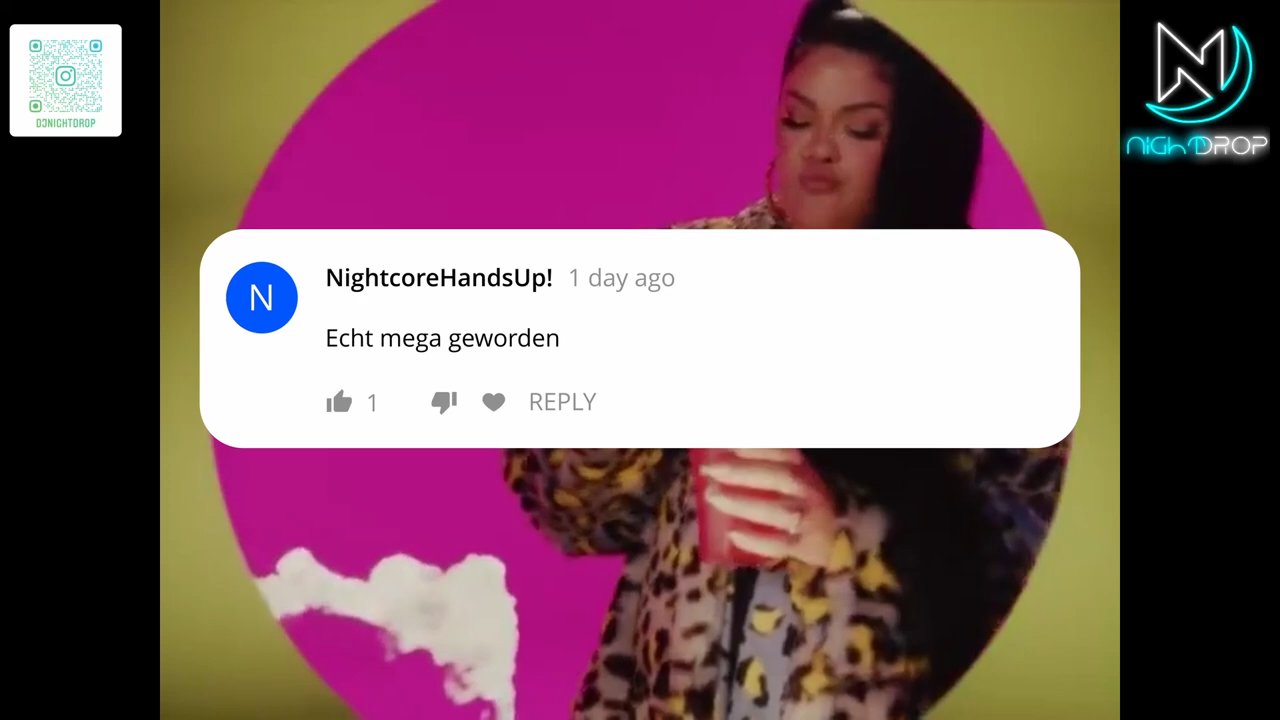 DJNIGHTDROP
NIGHTDROP
N
NightcoreHandsUp! 1 day ago
Echt mega geworden
1 REPLY